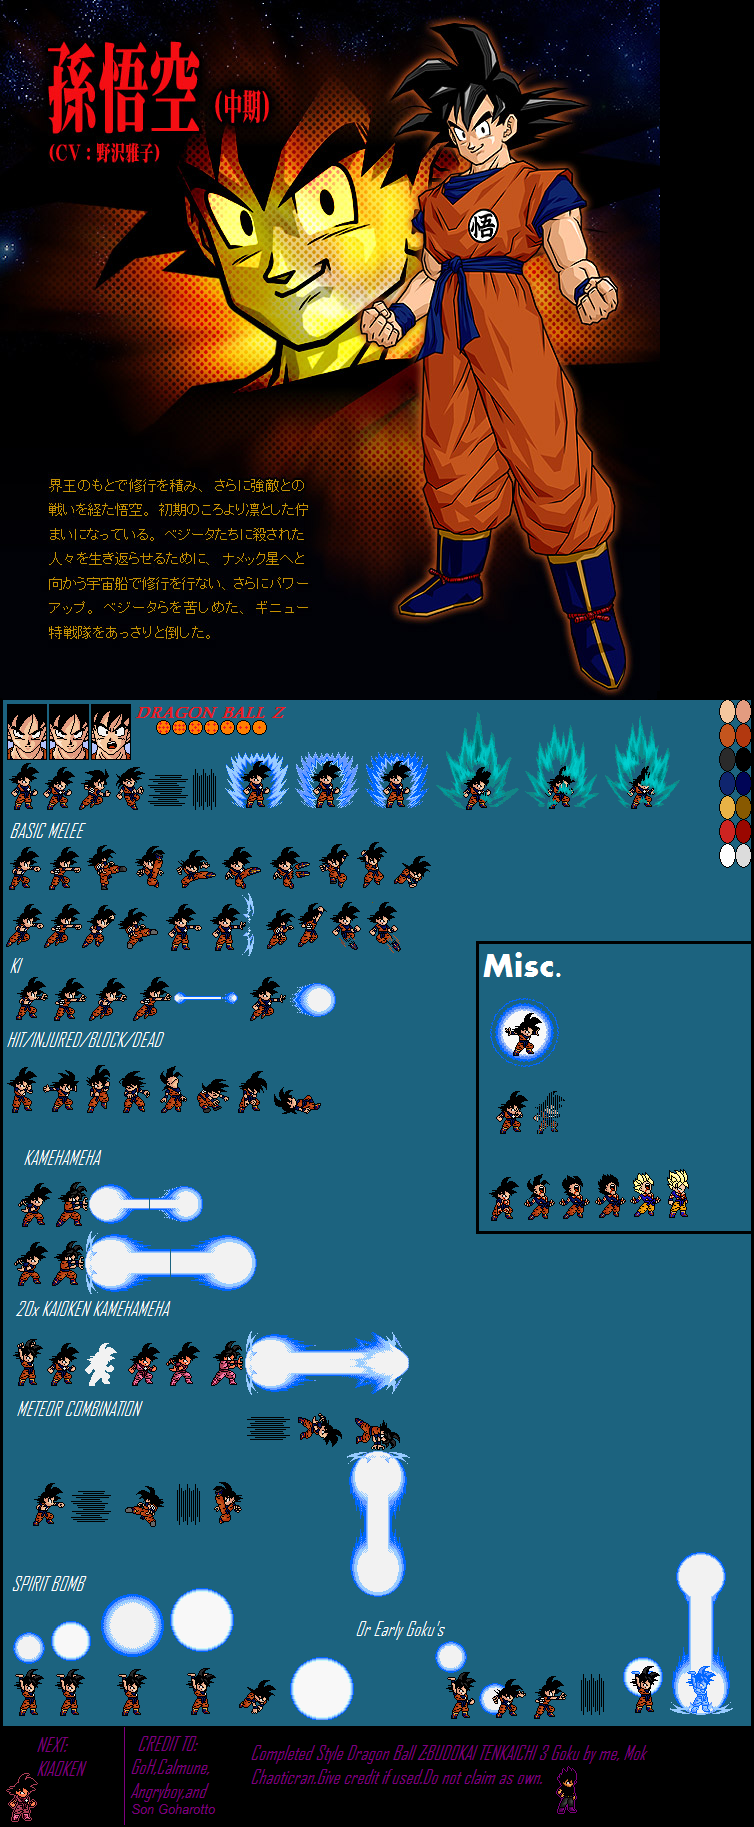 孫悟空 (中期)
(CV：野沢雅子)
悟
界王のもとで修行を積み、さらに強敵との
戦いを経た悟空。初期のころより凛とした佇
まいになっている。ベジータたちに殺された
人々を生き返らせるために、ナメック星へと
向かう宇宙船で修行を行ない、さらにパワー
アップ。ベジータらを苦しめた、ギニュー
特戦隊をあっさりと倒した。
DRAGON BALL Z
BASIC MELEE
KI
Misc.
HIT/INJURED/BLOCK/DEAD
KAMEHAMEHA
20x KAIOKEN KAMEHAMEHA
METEOR COMBINATION
SPIRIT BOMB
Or Early Goku's
NEXT:
KIAOKEN
CREDIT TO:
GotI,Calmune,
Angryboy,and
Son Goharotto
Completed Style Dragon Ball Z:BUDOKAI TENKAICHI 3 Goku by me, Mok
Chaoticran.Give credit if used.Do not claim as own.